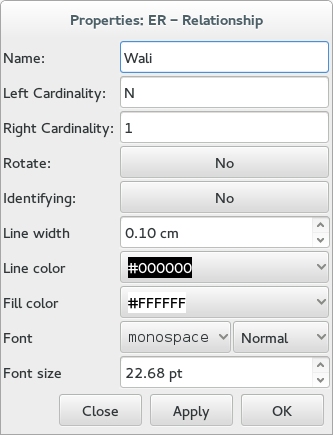 Properties: ER – Relationship
Name: Wali
Left Cardinality: N
Right Cardinality: 1
Rotate: No
Identifying: No
Line width 0.10 cm
Line color #000000
Fill color #FFFFFF
Font monospace Normal
Font size 22.68 pt
Close Apply OK